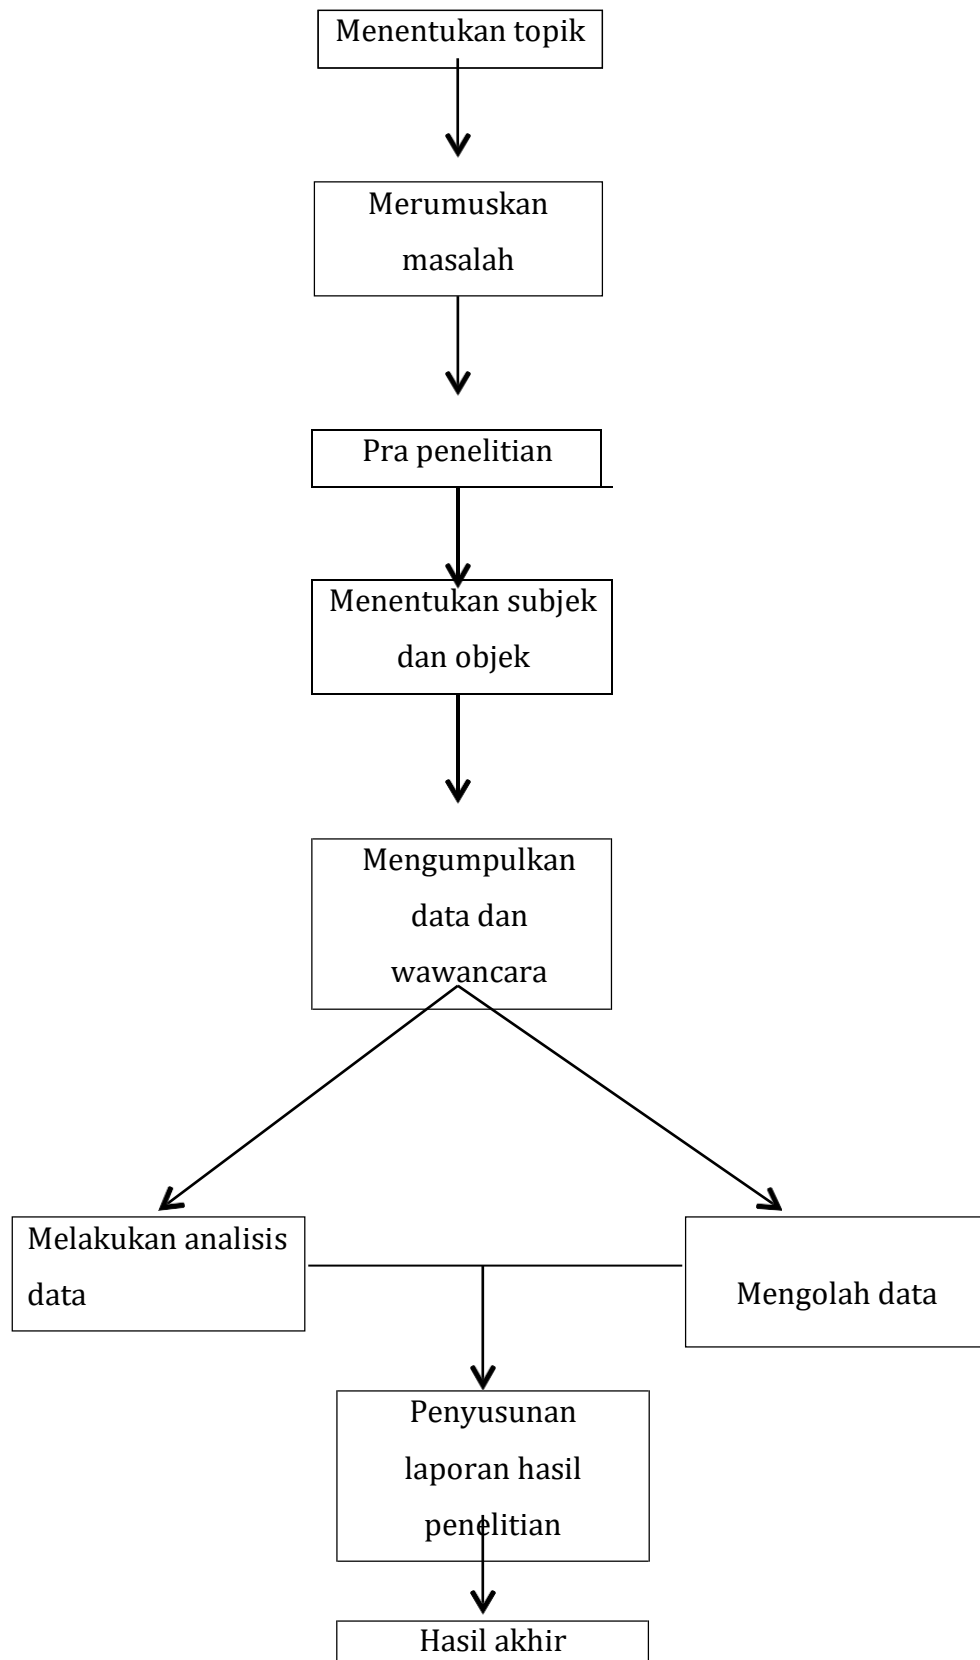 Menentukan topik
Merumuskan
masalah
Pra penelitian
Menentukan subjek
dan objek
Mengumpulkan
data dan
wawancara
Melakukan analisis
data
Mengolah data
Penyusunan
laporan hasil
penelitian
Hasil akhir